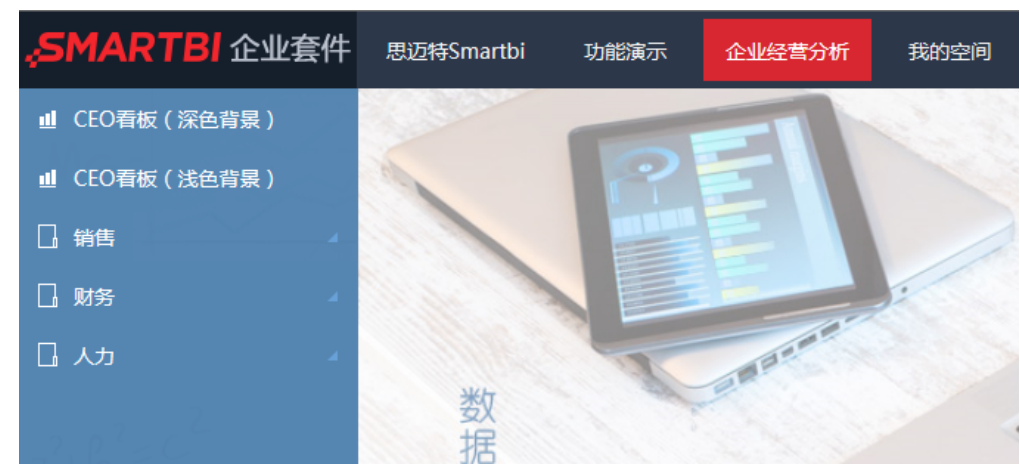 SMARTBI 企业套件 思迈特Smartbi 功能演示 企业经营分析 我的空间
CEO看板（深色背景）
CEO看板（浅色背景）
销售
财务
人力
数
据